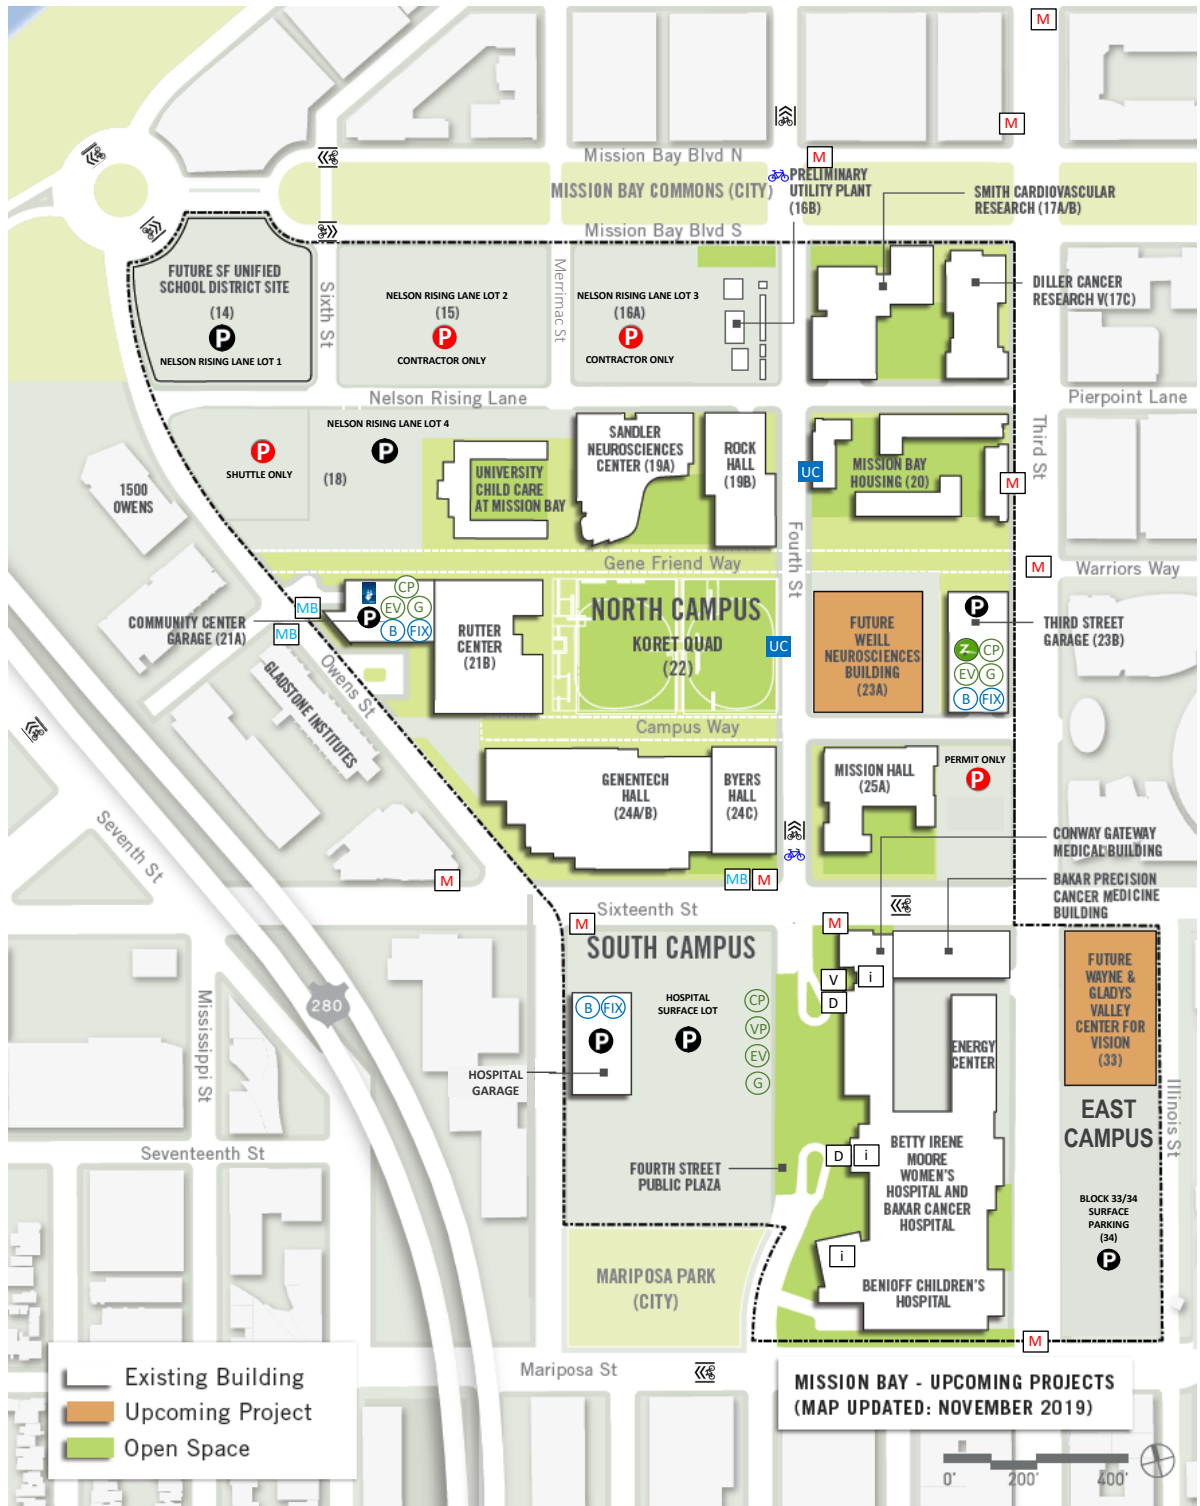 M
M
Mission Bay Blvd N
M
MISSION BAY COMMONS (CITY)
PRELIMINARY
UTILITY PLANT
(16B)
SMITH CARDIOVASCULAR
RESEARCH (17A/B)
Mission Bay Blvd S
FUTURE SF UNIFIED
SCHOOL DISTRICT SITE
(14)
P
NELSON RISING LANE LOT 1
Sixth St
NELSON RISING LANE LOT 2
(15)
P
CONTRACTOR ONLY
Merrimac St
NELSON RISING LANE LOT 3
(16A)
P
CONTRACTOR ONLY
DILLER CANCER
RESEARCH V(17C)
Nelson Rising Lane
Pierpoint Lane
NELSON RISING LANE LOT 4
P
P
SHUTTLE ONLY
(18)
1500
OWENS
UNIVERSITY
CHILD CARE
AT MISSION BAY
SANDLER
NEUROSCIENCES
CENTER (19A)
ROCK
HALL
(19B)
UC
MISSION BAY
HOUSING (20)
M
Third St
Fourth St
Gene Friend Way
M
Warriors Way
COMMUNITY CENTER
GARAGE (21A)
MB
MB
CP
EV
G
P
B
FIX
RUTTER
CENTER
(21B)
NORTH CAMPUS
KORET QUAD
(22)
UC
FUTURE
WEILL
NEUROSCIENCES
BUILDING
(23A)
P
Z
CP
EV
G
B
FIX
THIRD STREET
GARAGE (23B)
Owens St
GLADSTONE INSTITUTES
Campus Way
GENENTECH
HALL
(24A/B)
BYERS
HALL
(24C)
MISSION HALL
(25A)
PERMIT ONLY
P
CONWAY GATEWAY
MEDICAL BUILDING
BAKAR PRECISION
CANCER MEDICINE
BUILDING
Seventh St
M
MB
M
Sixteenth St
M
M
SOUTH CAMPUS
V
i
D
HOSPITAL
SURFACE LOT
P
B
FIX
P
CP
VP
EV
G
HOSPITAL
GARAGE
280
Mississippi St
ENERGY
CENTER
FUTURE
WAYNE &
GLADYS
VALLEY
CENTER FOR
VISION
(33)
EAST
CAMPUS
Illinois St
Seventeenth St
FOURTH STREET
PUBLIC PLAZA
D
i
BETTY IRENE
MOORE
WOMEN'S
HOSPITAL AND
BAKAR CANCER
HOSPITAL
BLOCK 33/34
SURFACE
PARKING
(34)
P
i
MARIPOSA PARK
(CITY)
BENIOFF CHILDREN'S
HOSPITAL
M
Mariposa St
Existing Building
Upcoming Project
Open Space
MISSION BAY - UPCOMING PROJECTS
(MAP UPDATED: NOVEMBER 2019)
0'
200'
400'